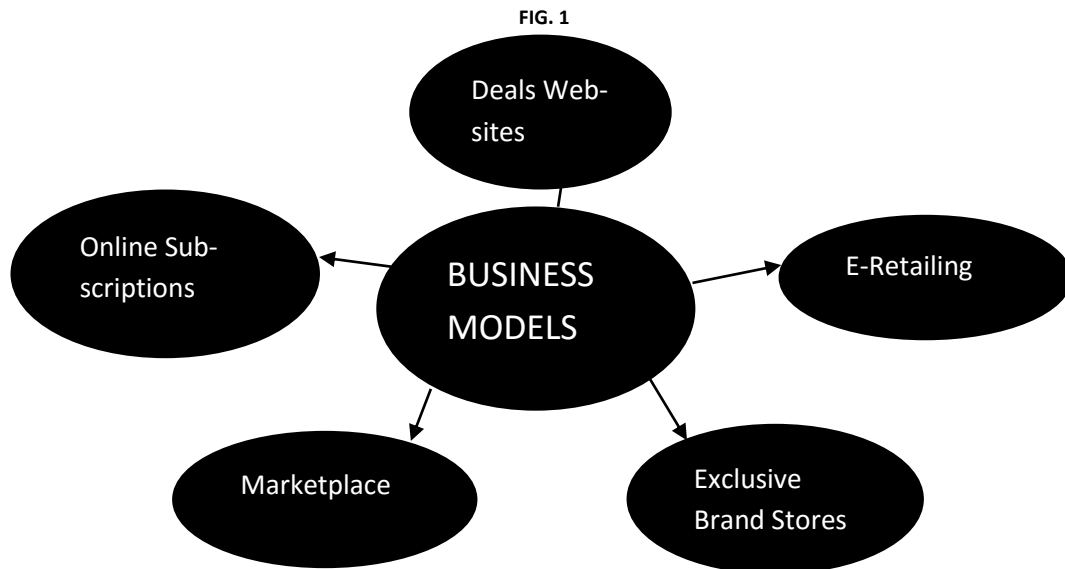 FIG. 1
Deals Web-
sites
Online Sub-
scriptions
BUSINESS
MODELS
E-Retailing
Marketplace
Exclusive
Brand Stores